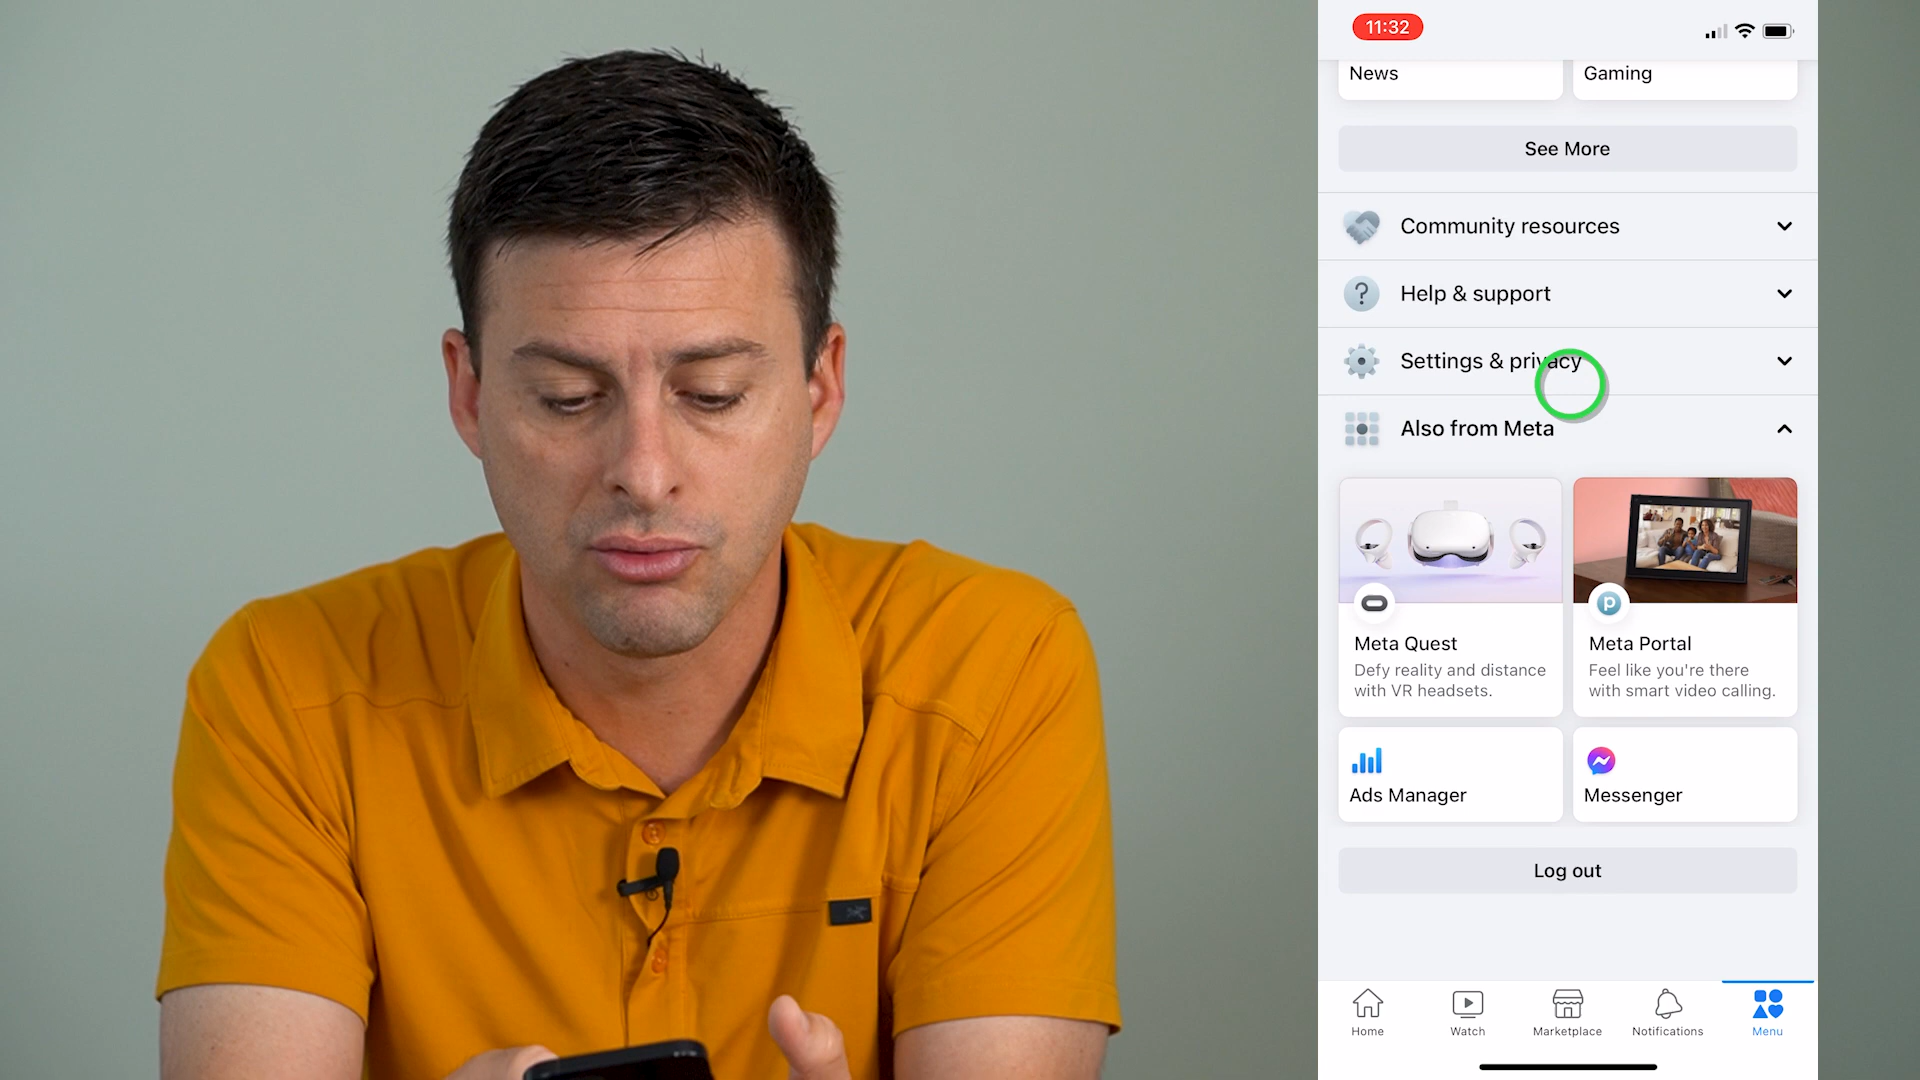 11:32
News
Gaming
See More
Community resources
Help & support
Settings & privacy
Also from Meta
Meta Quest
Defy reality and distance
with VR headsets.
Meta Portal
Feel like you're there
with smart video calling.
Ads Manager
Messenger
Log out
Home
Watch
Marketplace
Notifications
Menu